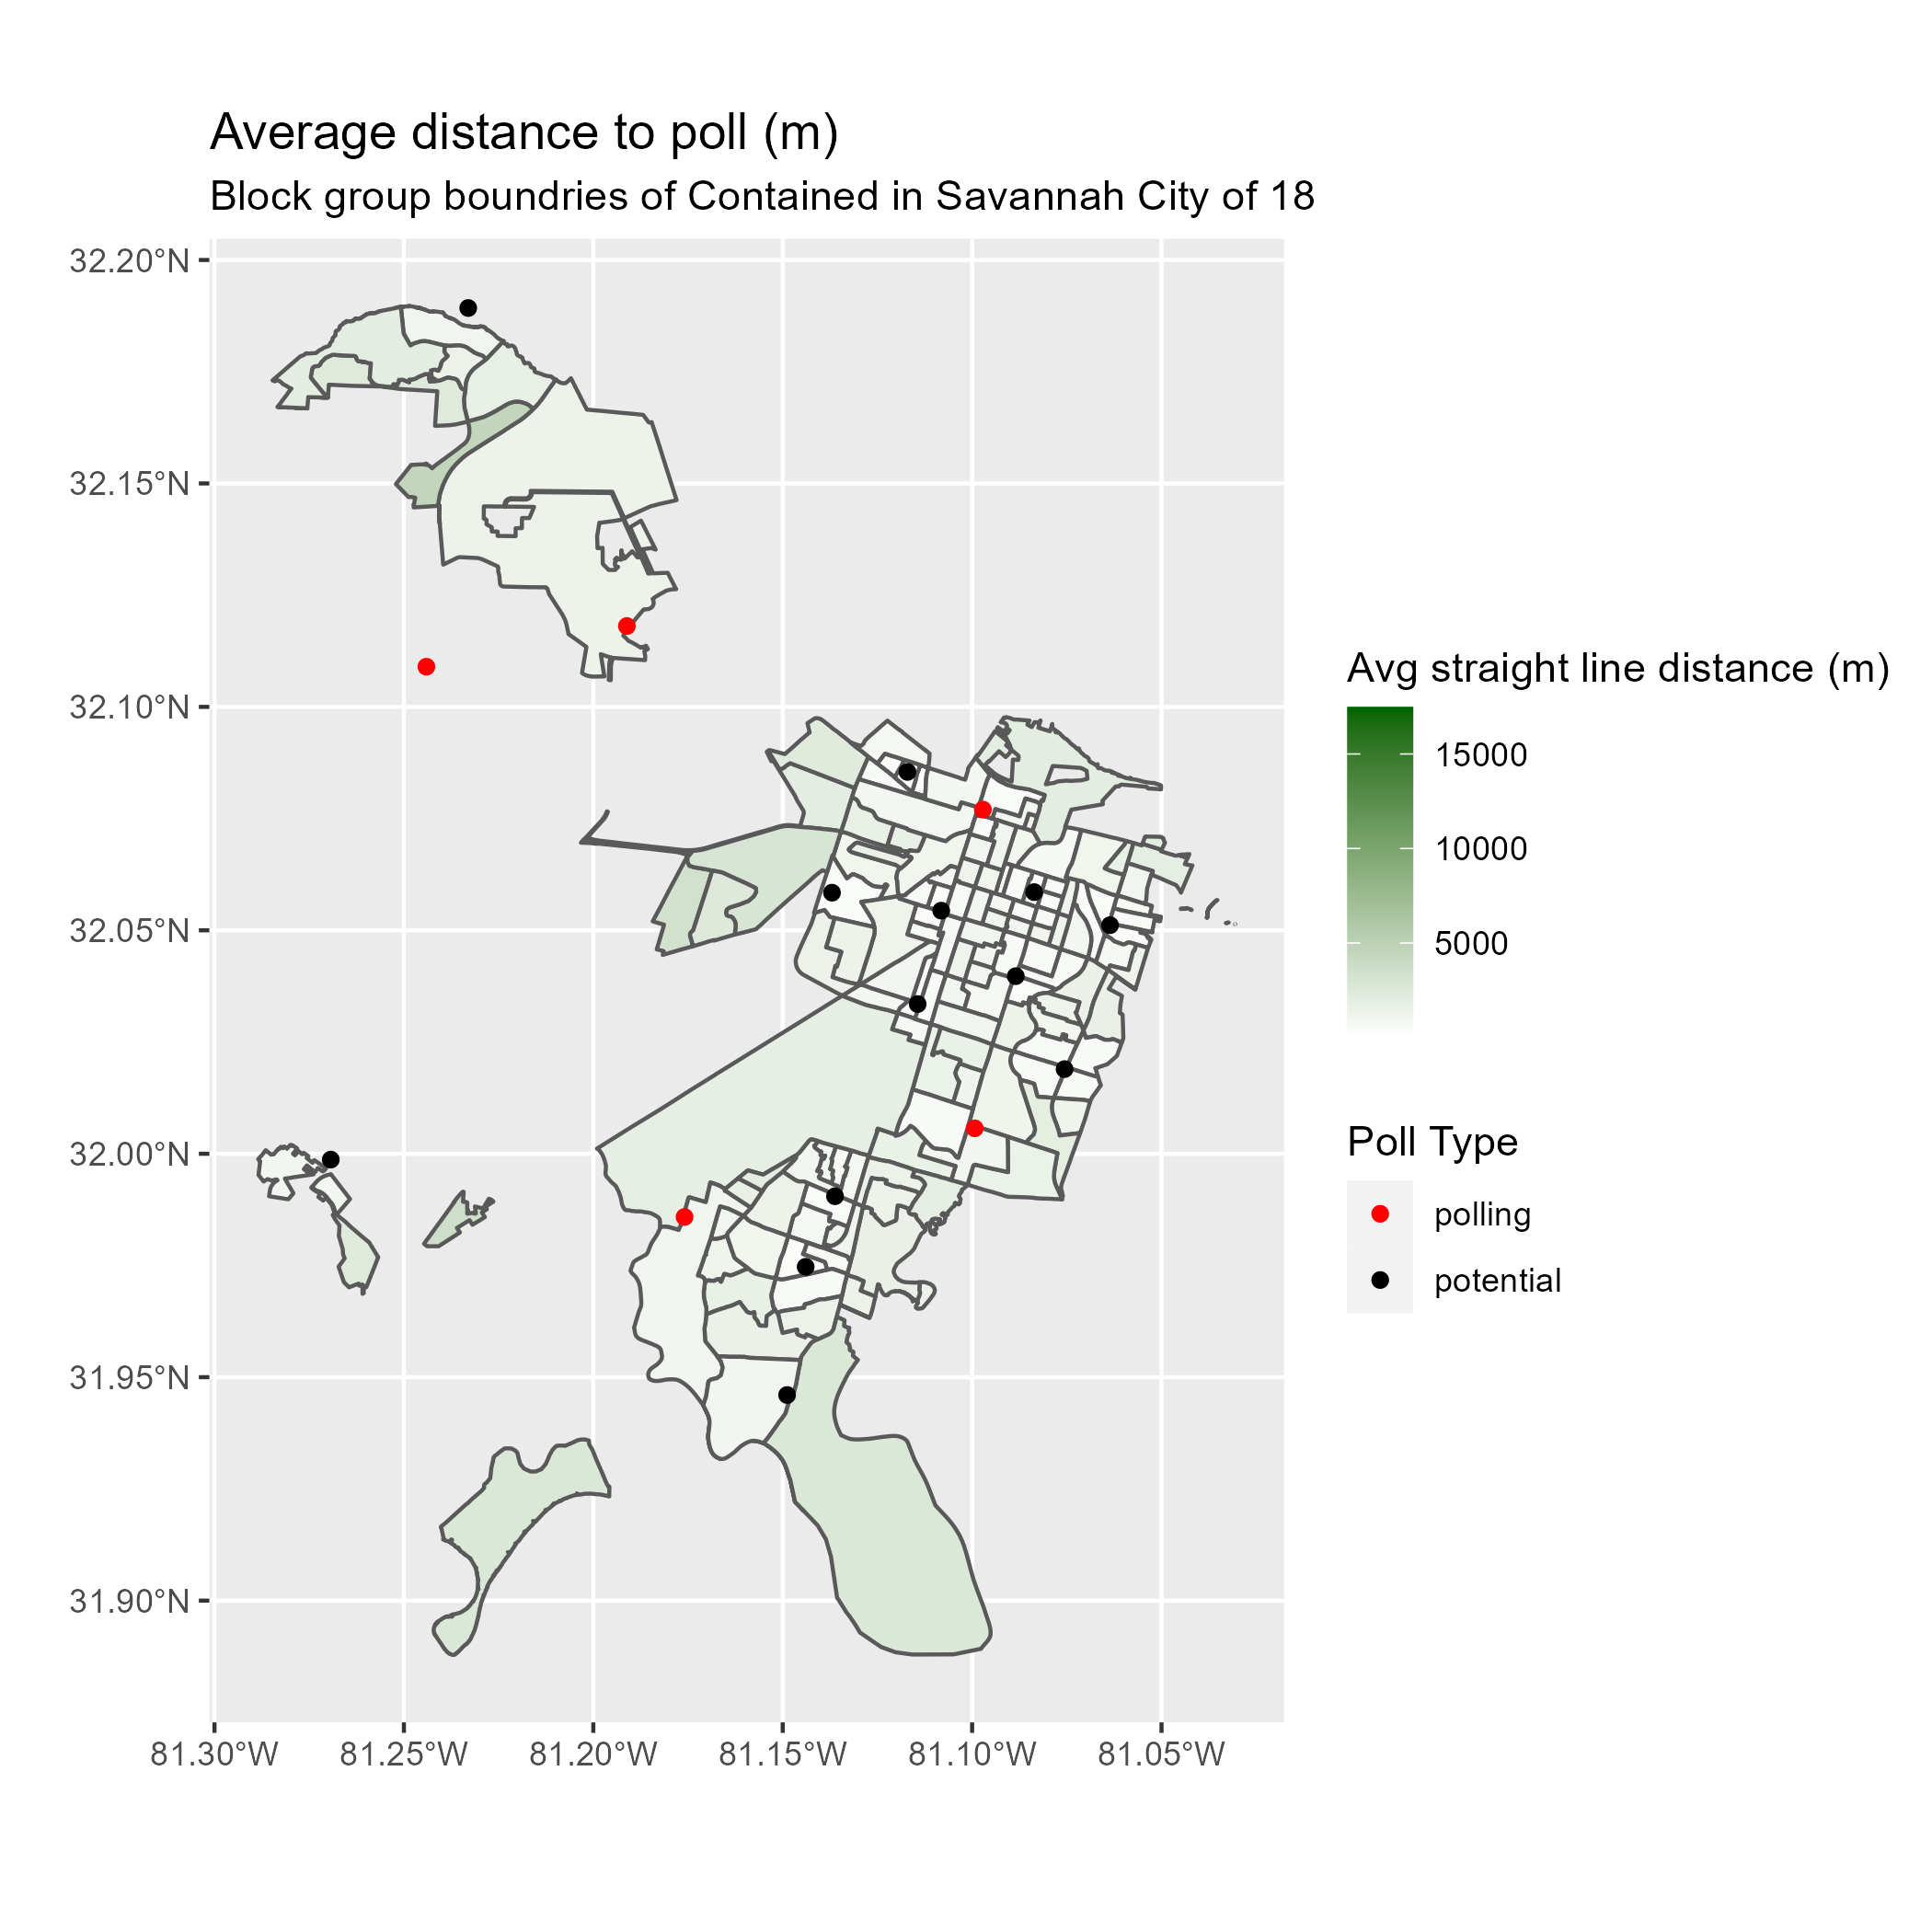 Average distance to poll (m)
Block group boundries of Contained in Savannah City of 18
32.20°N
32.15°N
32.10°N
32.05°N
32.00°N
31.95°N
31.90°N
81.30°W
81.25°W
81.20°W
81.15°W
81.10°W
81.05°W
Avg straight line distance (m)
15000
10000
5000
Poll Type
polling
potential